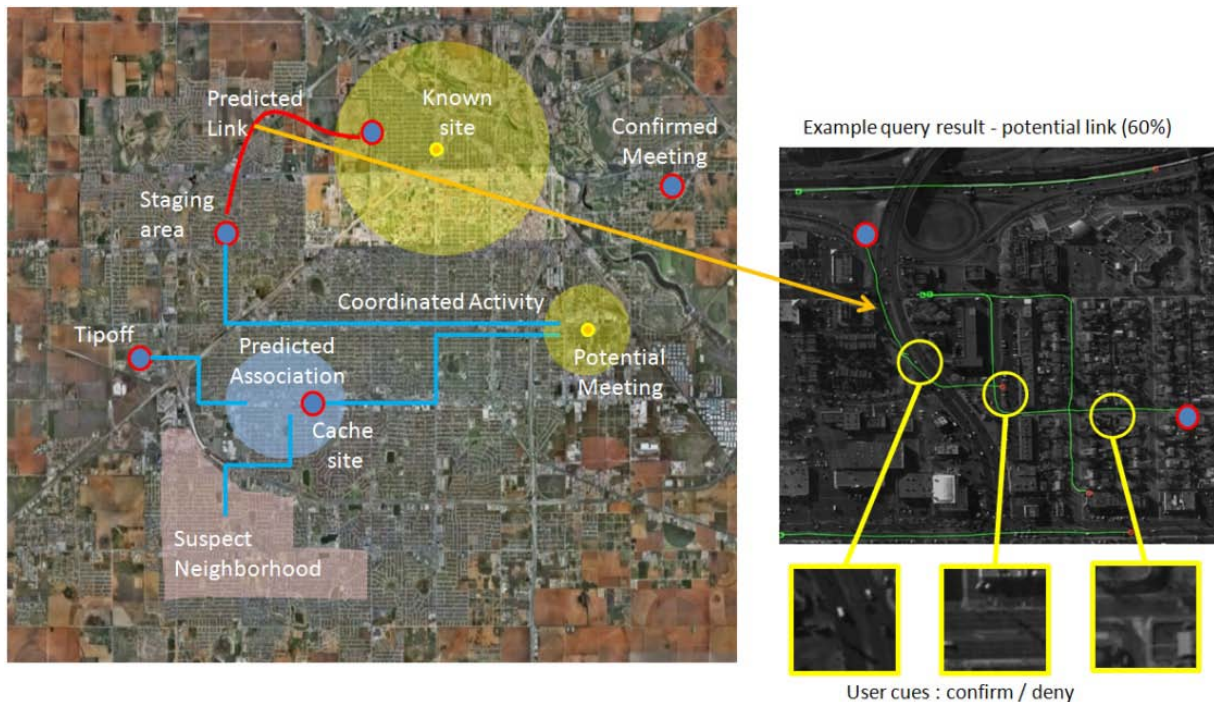 Predicted
Link
Known
site
Confirmed
Meeting
Staging
area
Coordinated Activity
Tipoff
Predicted
Association
Potential
Meeting
Cache
site
Suspect
Neighborhood
Example query result - potential link (60%)
User cues : confirm / deny